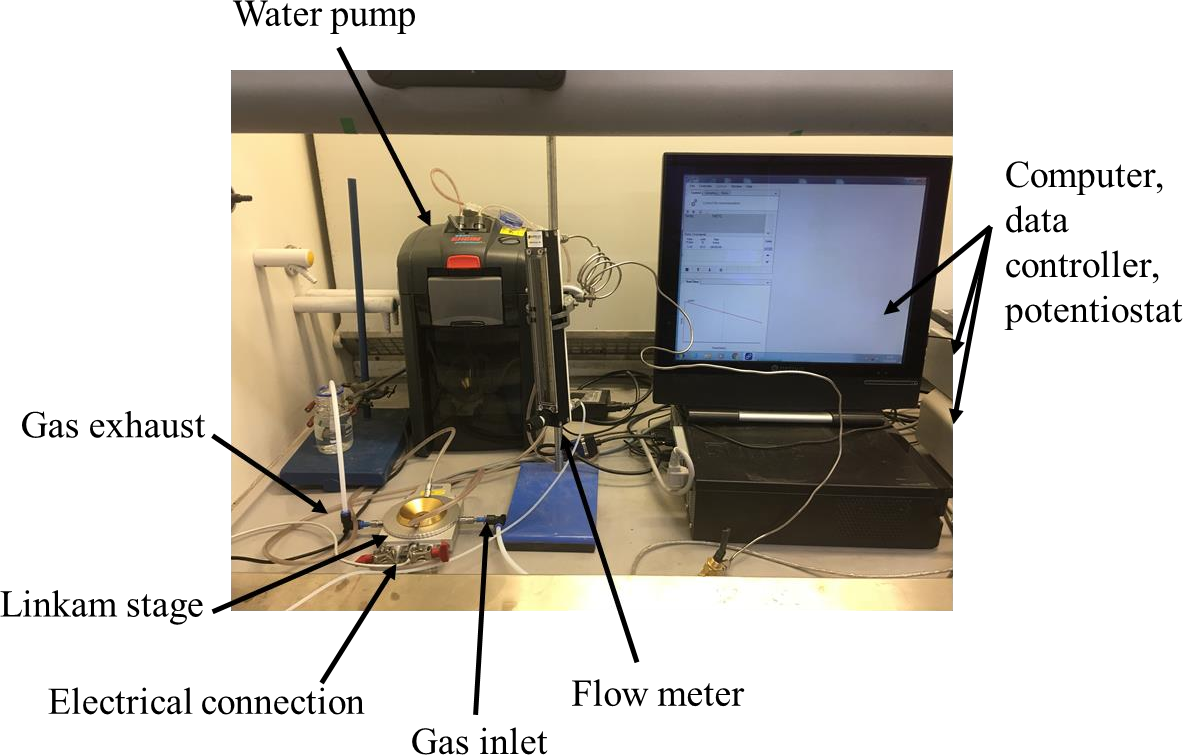 Water pump
Computer,
data
controller,
potentiostat
Gas exhaust
Linkam stage
Electrical connection
Flow meter
Gas inlet